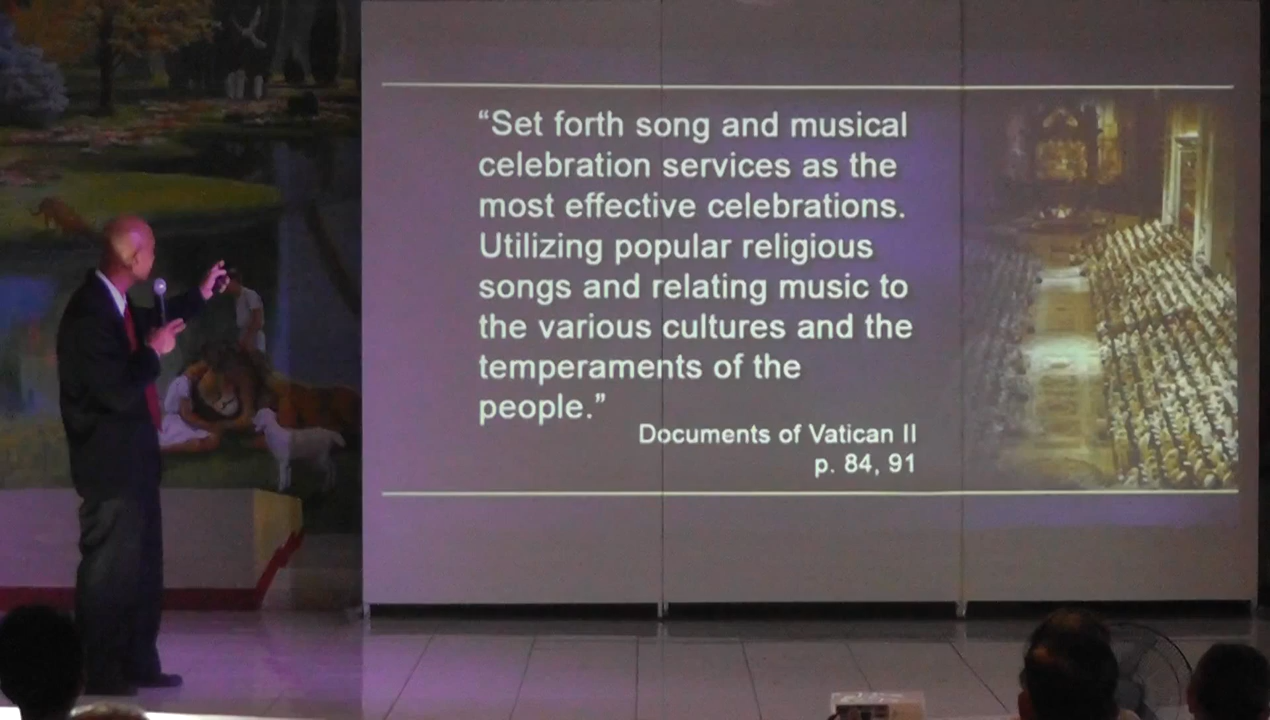 “Set forth song and musical
celebration services as the
most effective celebrations.
Utilizing popular religious
songs and relating music to
the various cultures and the
temperaments of the
people.”
Documents of Vatican II
p. 84, 91